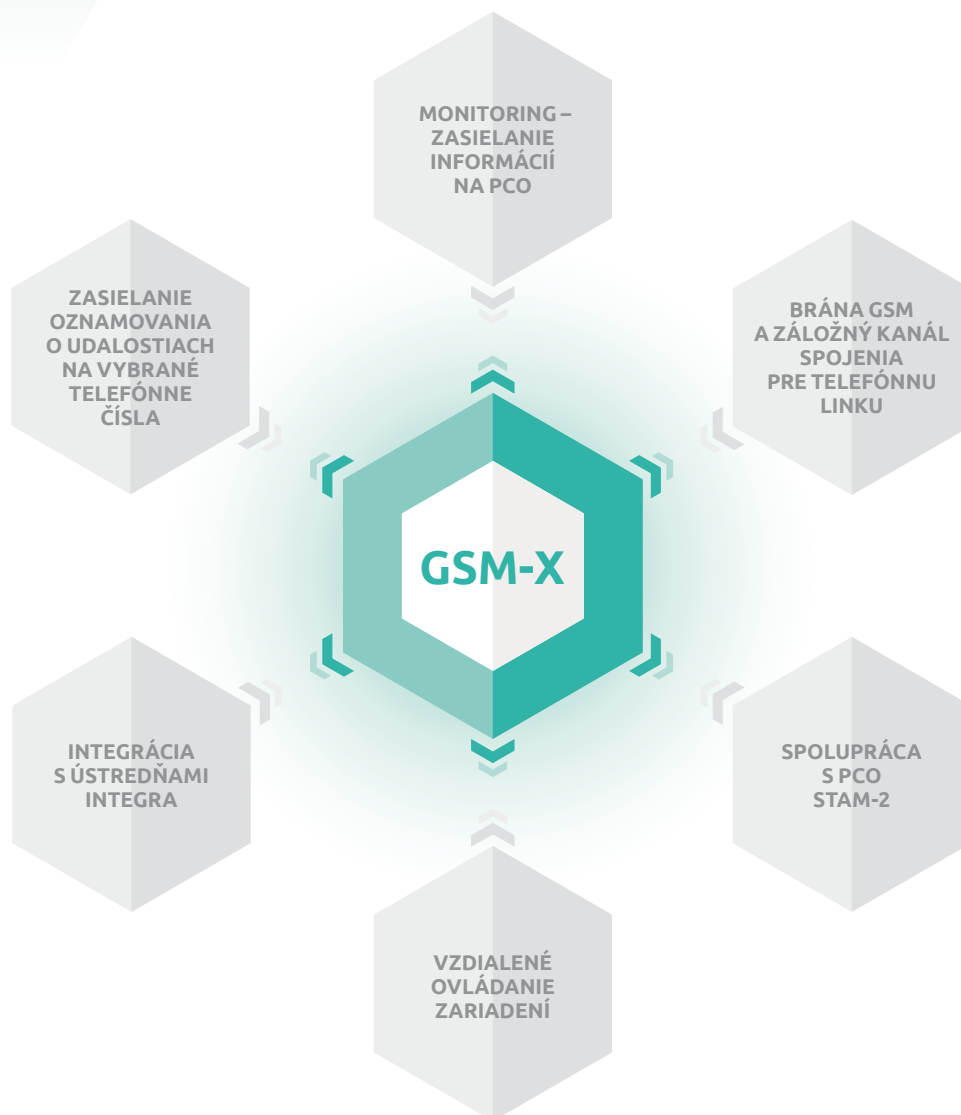 MONITORING –
ZASIELANIE
INFORMÁCIÍ
NA PCO
ZASIELANIE
OZNAMOVANIA
O UDALOSTIACH
NA VYBRANÉ
TELEFÓNNE
ČÍSLA
BRÁNA GSM
A ZÁLOŽNÝ KANÁL
SPOJENIA
PRE TELEFÓNNU
LINKU
GSM-X
INTEGRÁCIA
S ÚSTREDŇAMI
INTEGRA
SPOLUPRÁCA
S PCO
STAM-2
VZDIALENÉ
OVLÁDANIE
ZARIADENÍ